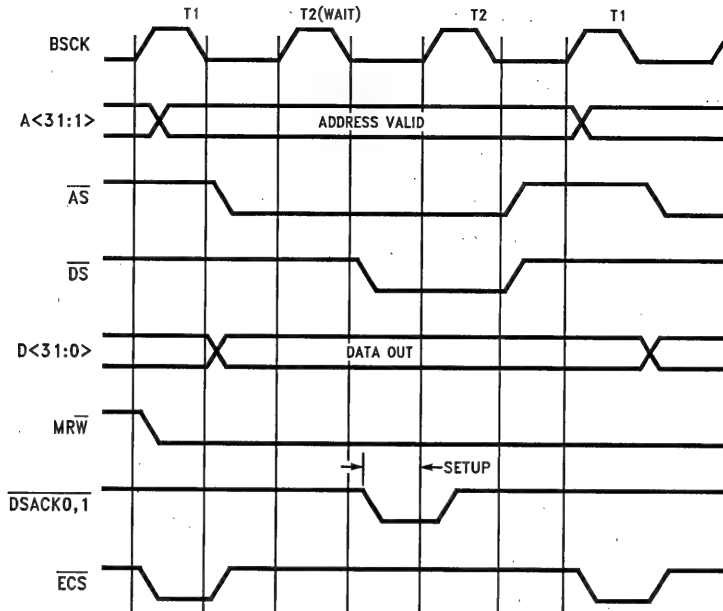 T1 T2(WAIT) T2 T1
BSCK
A<31:1> ADDRESS VALID
AS
DS
D<31:0> DATA OUT
MRW
SETUP
DSACK0,1
ECS